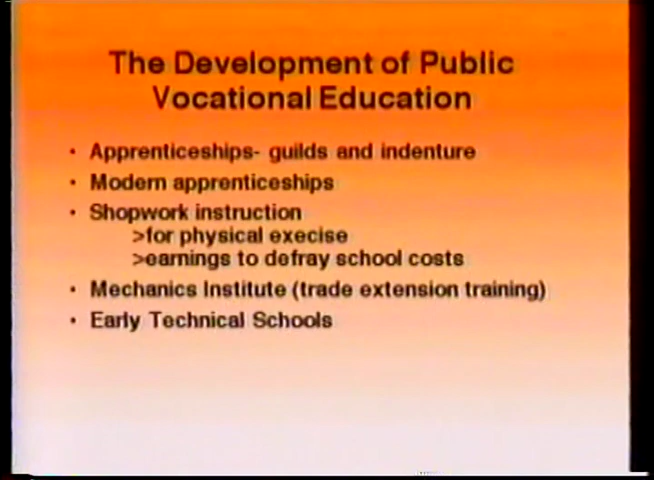 The Development of Public
Vocational Education
• Apprenticeships- guilds and indenture
• Modern apprenticeships
• Shopwork instruction
>for physical execise
>earnings to defray school costs
• Mechanics Institute (trade extension training)
• Early Technical Schools